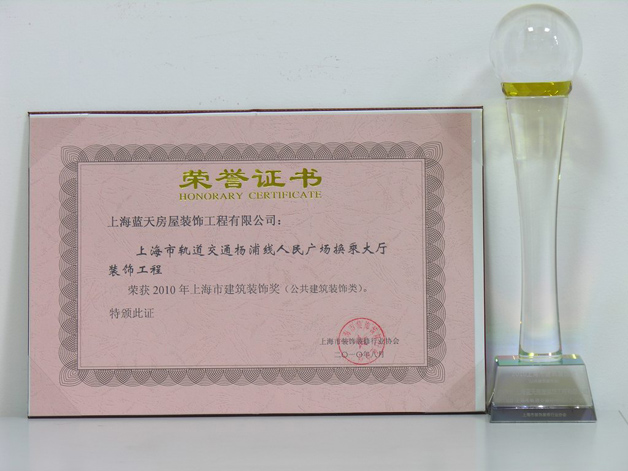 荣誉证书
HONORARY CERTIFICATE
上海蓝天房屋装饰工程有限公司：
上海市轨道交通杨浦线人民广场换乘大厅
装饰工程
荣获2010年上海市建筑装饰奖（公共建筑装饰类）。
特颁此证
上海市装饰装修行业协会
二〇一〇年八月